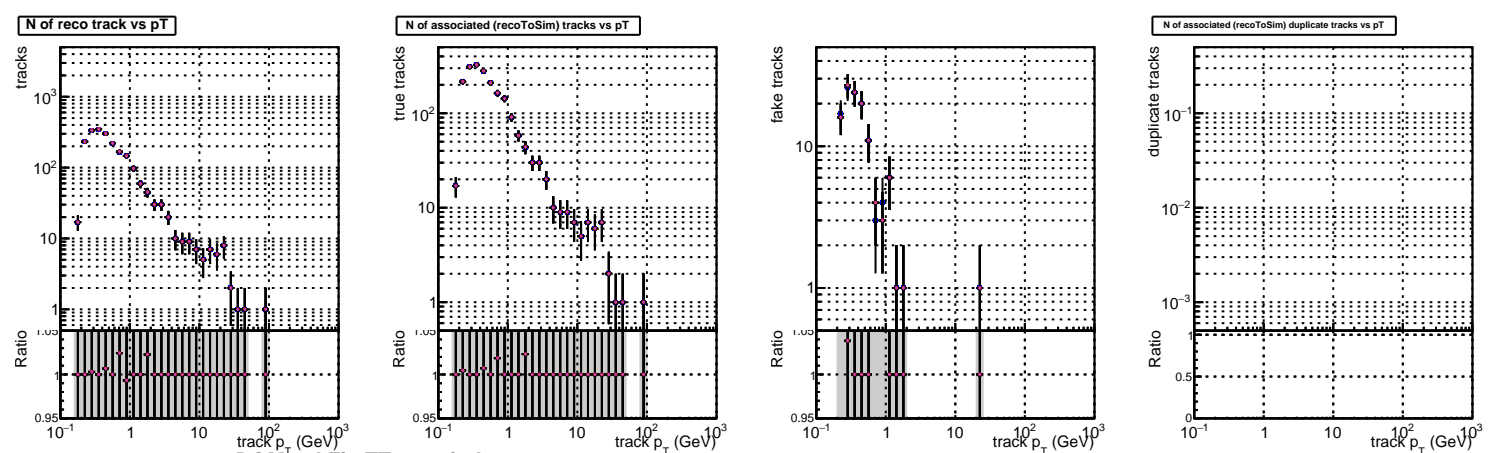 N of reco track vs pT
N of associated (recoToSim) tracks vs pT
N of associated (recoToSim) duplicate tracks vs pT
tracks
10³
10²
10
1
Ratio
1.05
1
0.95
10⁻¹ 1 10 10² 10³
track p_T (GeV)
true tracks
10²
10
1
Ratio
1.05
1
0.95
10⁻¹ 1 10 10² 10³
track p_T (GeV)
fake tracks
10
1
Ratio
1.05
1
0.95
10⁻¹ 1 10 10² 10³
track p_T (GeV)
duplicate tracks
10⁻¹
10⁻²
10⁻³
Ratio
1
0.5
0
10⁻¹ 1 10 10² 10³
track p_T (GeV)